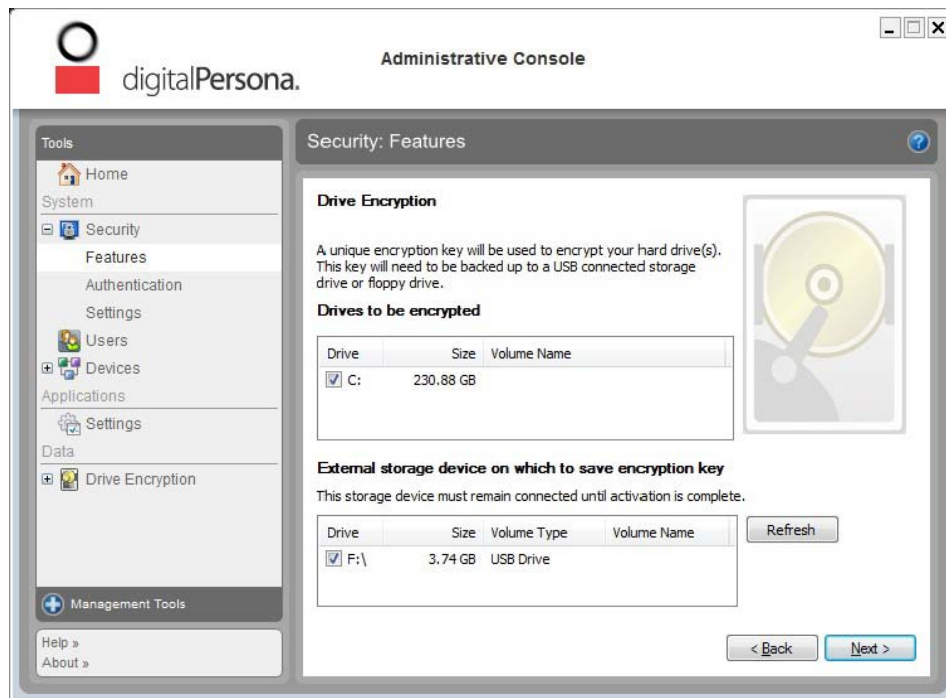 digitalPersona.
Administrative Console
Tools
Home
System
Security
Features
Authentication
Settings
Users
Devices
Applications
Settings
Data
Drive Encryption
Management Tools
Help »
About »
Security: Features
?
Drive Encryption
A unique encryption key will be used to encrypt your hard drive(s).
This key will need to be backed up to a USB connected storage
drive or floppy drive.
Drives to be encrypted
Drive Size Volume Name
C: 230.88 GB
External storage device on which to save encryption key
This storage device must remain connected until activation is complete.
Drive Size Volume Type Volume Name
F:\ 3.74 GB USB Drive
Refresh
< Back Next >